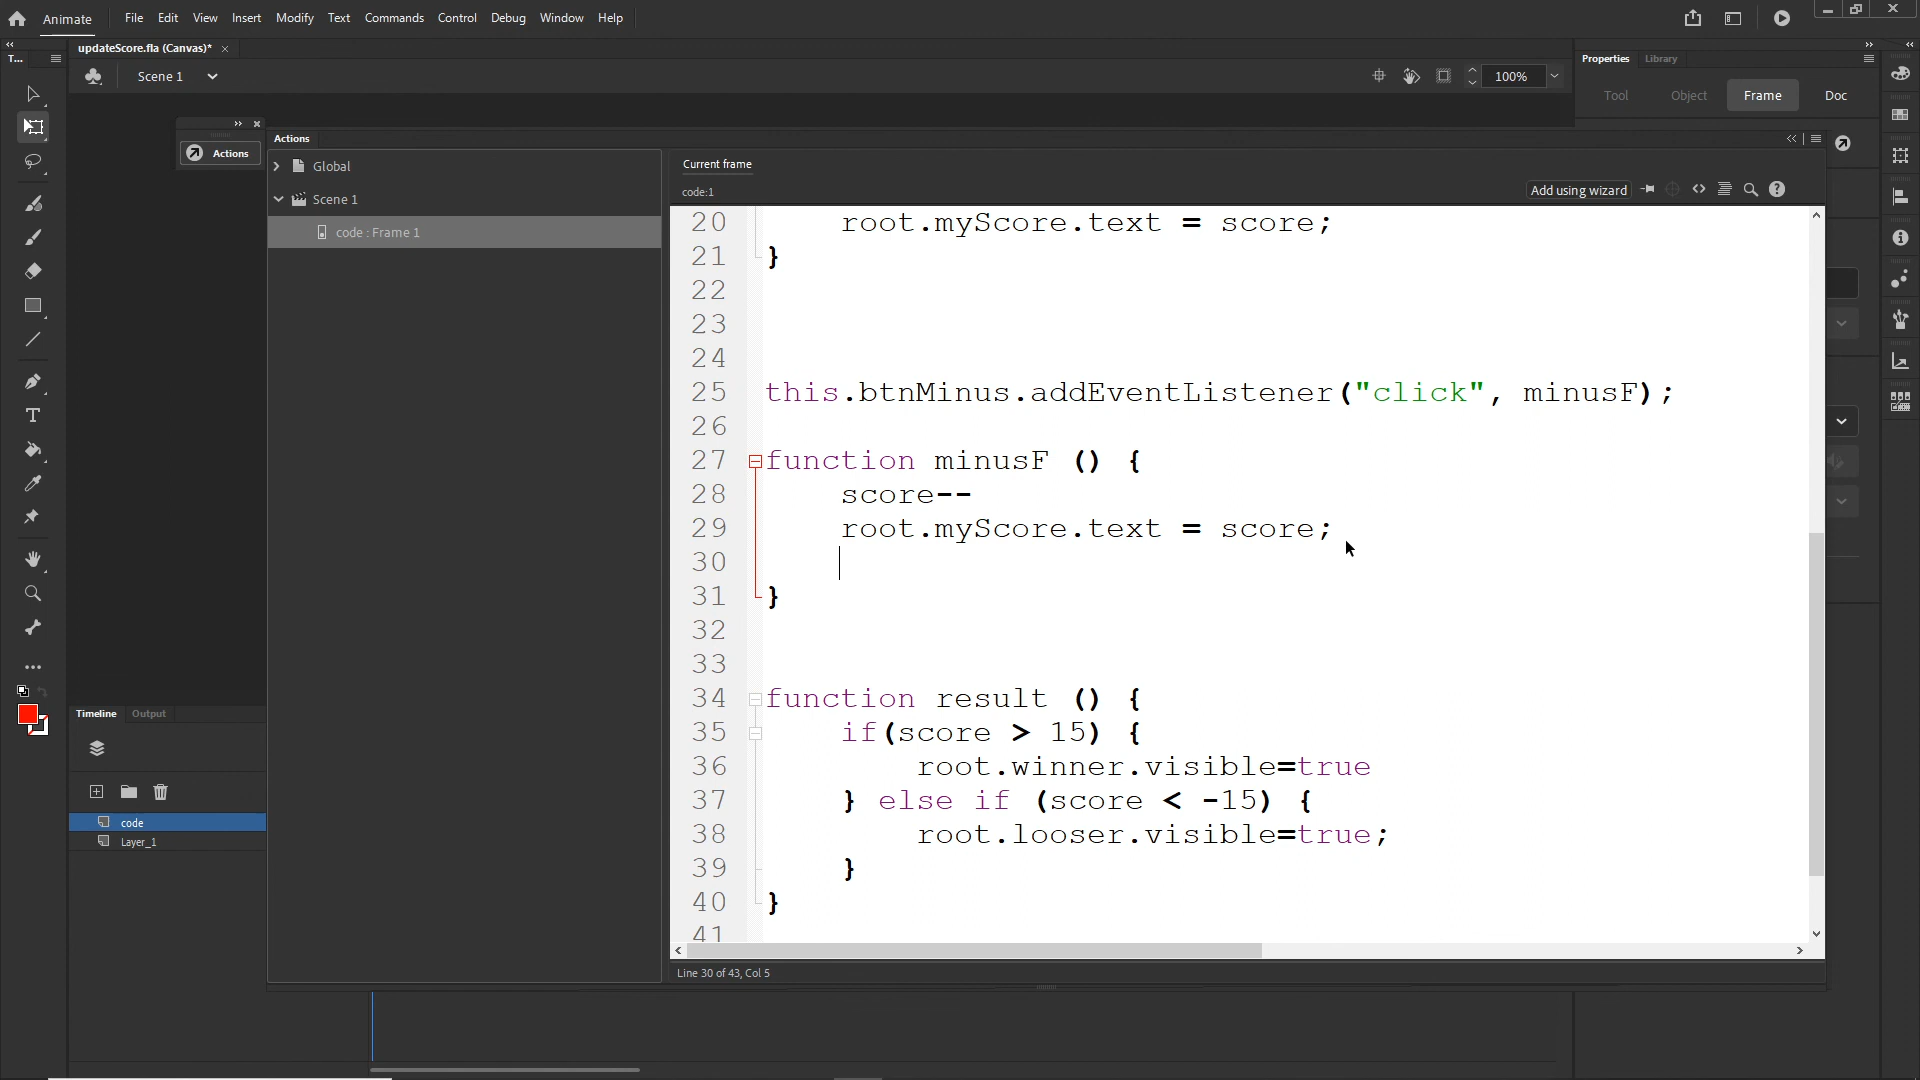 Animate File Edit View Insert Modify Text Commands Control Debug Window Help
updateScore.fla (Canvas)*
T...
Scene 1
100%
Properties Library
Tool Object Frame Doc
Actions
Actions
Global
Scene 1
code : Frame 1
Current frame
code:1
Add using wizard
20 root.myScore.text = score;
21 }
22
23
24
25 this.btnMinus.addEventListener("click", minusF);
26
27 function minusF () {
28 score--
29 root.myScore.text = score;
30
31 }
32
33
34 function result () {
35 if(score > 15) {
36 root.winner.visible=true
37 } else if (score < -15) {
38 root.looser.visible=true;
39 }
40 }
41
Line 30 of 43, Col 5
Timeline Output
code
Layer_1